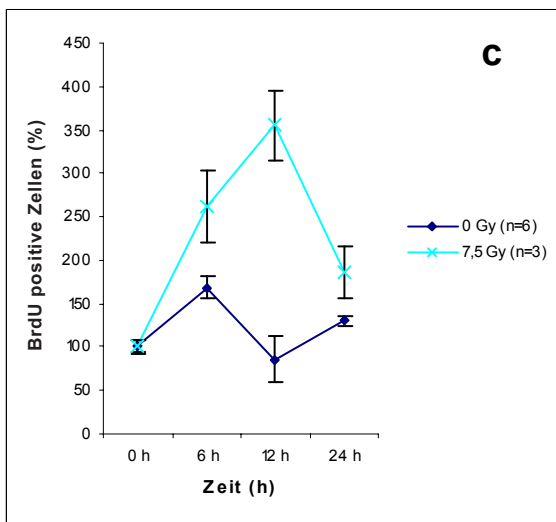 C
450
400
350
300
250
200
150
100
50
0
BrdU positive Zellen (%)
0 h 6 h 12 h 24 h
Zeit (h)
0 Gy (n=6)
7,5 Gy (n=3)